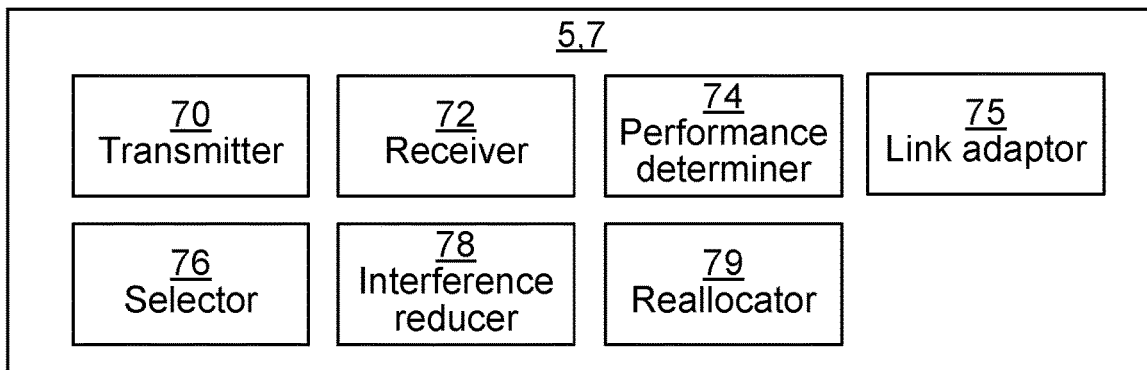 5,7
70
Transmitter
72
Receiver
74
Performance
determiner
75
Link adaptor
76
Selector
78
Interference
reducer
79
Reallocator